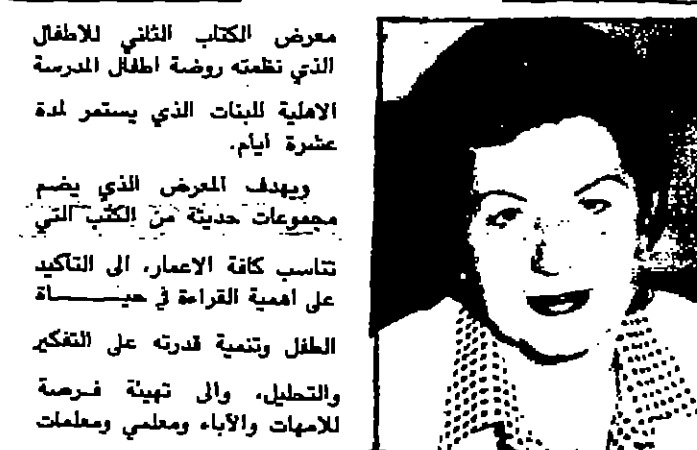 معرض الكتاب الثاني للاطفال
الذي نظمته روضة اطفال المدرسة
الاهلية للبنات الذي يستمر لمدة
عشرة أيام.
ويهدف المعرض الذي يضم
مجموعات حديثة من الكتب التي
تتاسب كافة الاعمار، الى التأكيد
على اهمية القراءة في حيـــــاة
الطفل وتنمية قدرته على التفكير
والتحليل، والى تهيئة فـرصة
للامهات والآباء ومعلمي ومعلمات